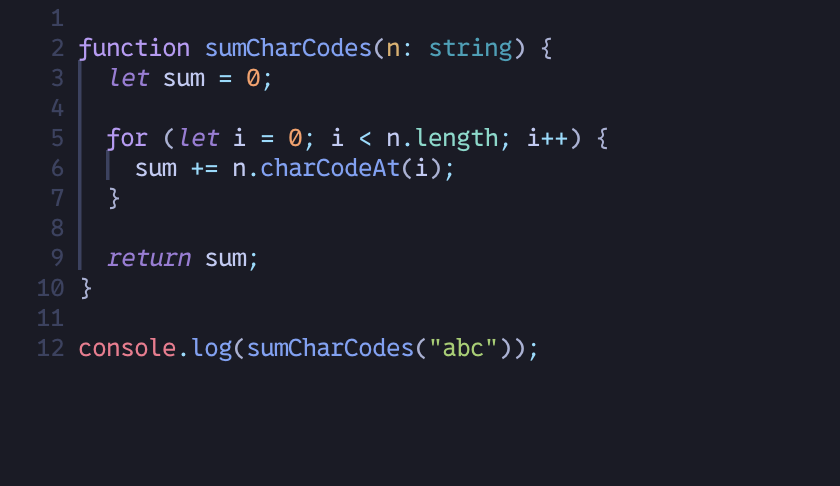 1
2 function sumCharCodes(n: string) {
3   let sum = 0;
4
5   for (let i = 0; i < n.length; i++) {
6     sum += n.charCodeAt(i);
7   }
8
9   return sum;
10 }
11
12 console.log(sumCharCodes("abc"));